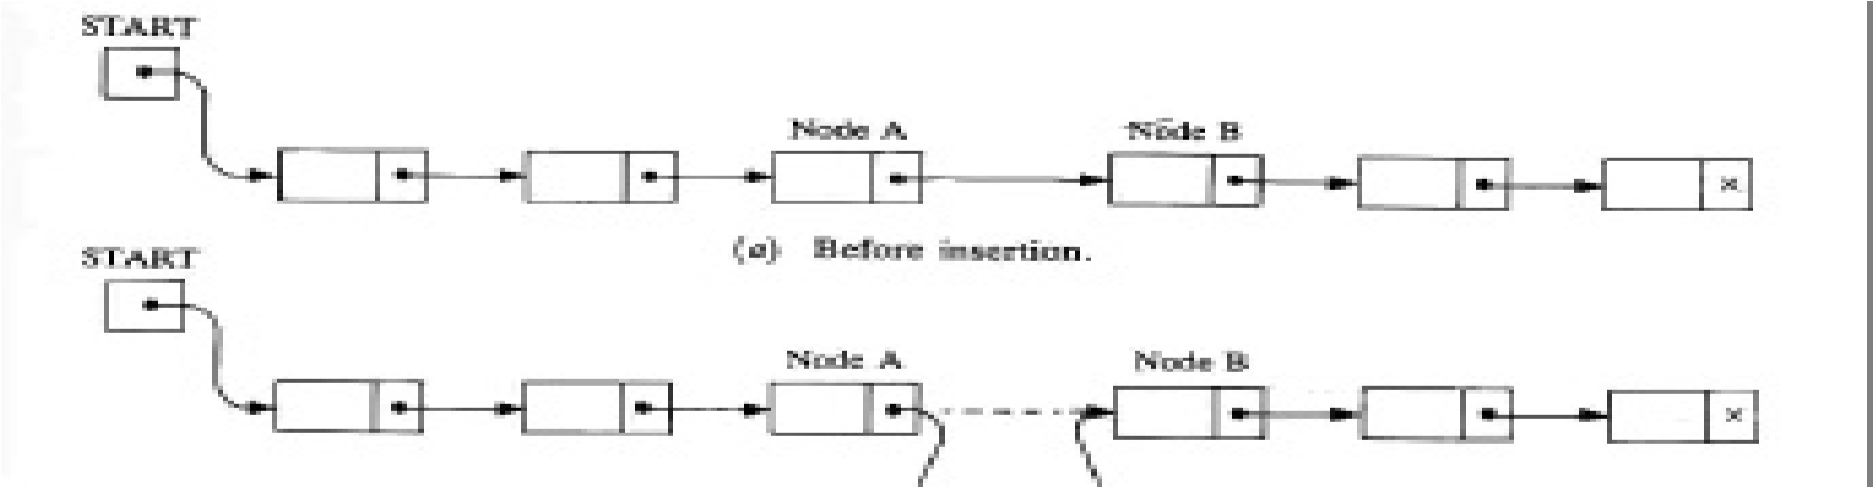 START
Node A Node B
×
(a) Before insertion.
START
Node A Node B
×